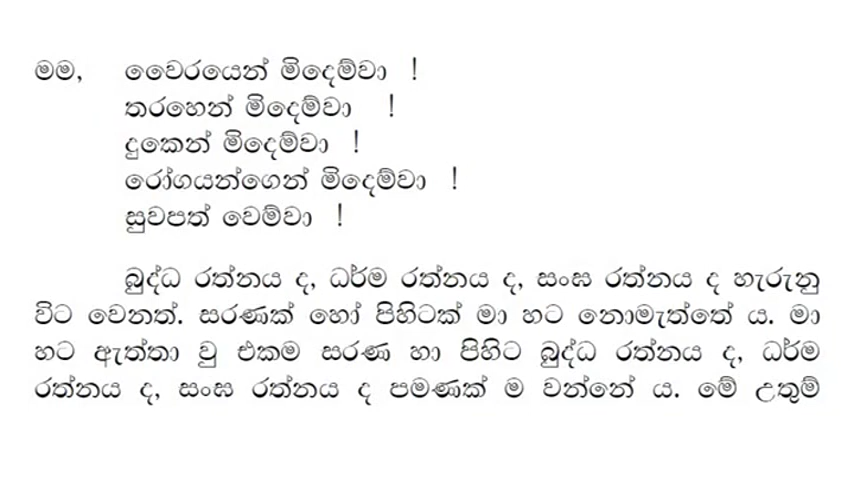 මම, වෛරයෙන් මිදෙම්වා !
තරහෙන් මිදෙම්වා !
දුකෙන් මිදෙම්වා !
රෝගයන්ගෙන් මිදෙම්වා !
සුවපත් වෙම්වා !
බුද්ධ රත්නය ද, ධර්ම රත්නය ද, සංඝ රත්නය ද හැරුනු
විට වෙනත්. සරණක් හෝ පිහිටක් මා හට නොමැත්තේ ය. මා
හට ඇත්තා වු එකම සරණ හා පිහිට බුද්ධ රත්නය ද, ධර්ම
රත්නය ද, සංඝ රත්නය ද පමණක් ම වන්නේ ය. මේ උතුම්